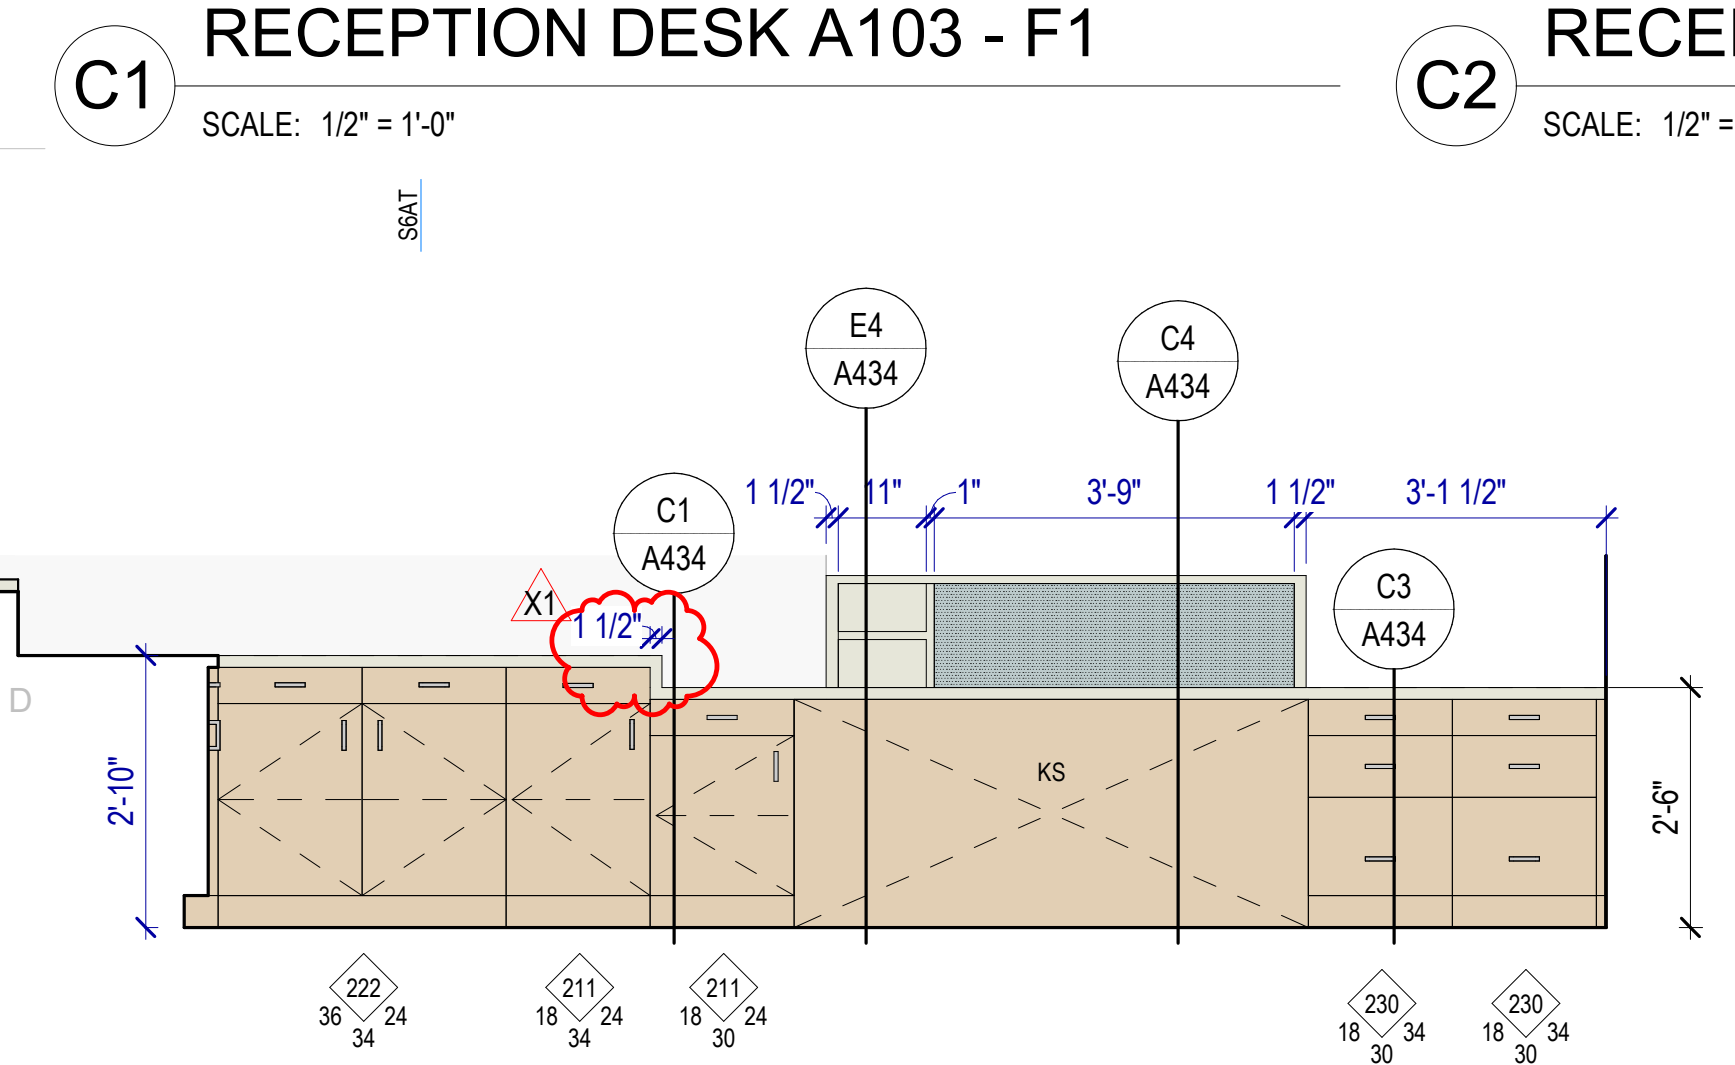 RECEPTION DESK A103 - F1
C1
SCALE: 1/2" = 1'-0"
RECE
C2
SCALE: 1/2" =
S6AT
E4
A434
C4
A434
C1
A434
C3
A434
1 1/2"
11"
1"
3'-9"
1 1/2"
3'-1 1/2"
X1
1 1/2"
D
2'-10"
KS
2'-6"
222
36 24
34
211
18 24
34
211
18 24
30
230
18 34
30
230
18 34
30